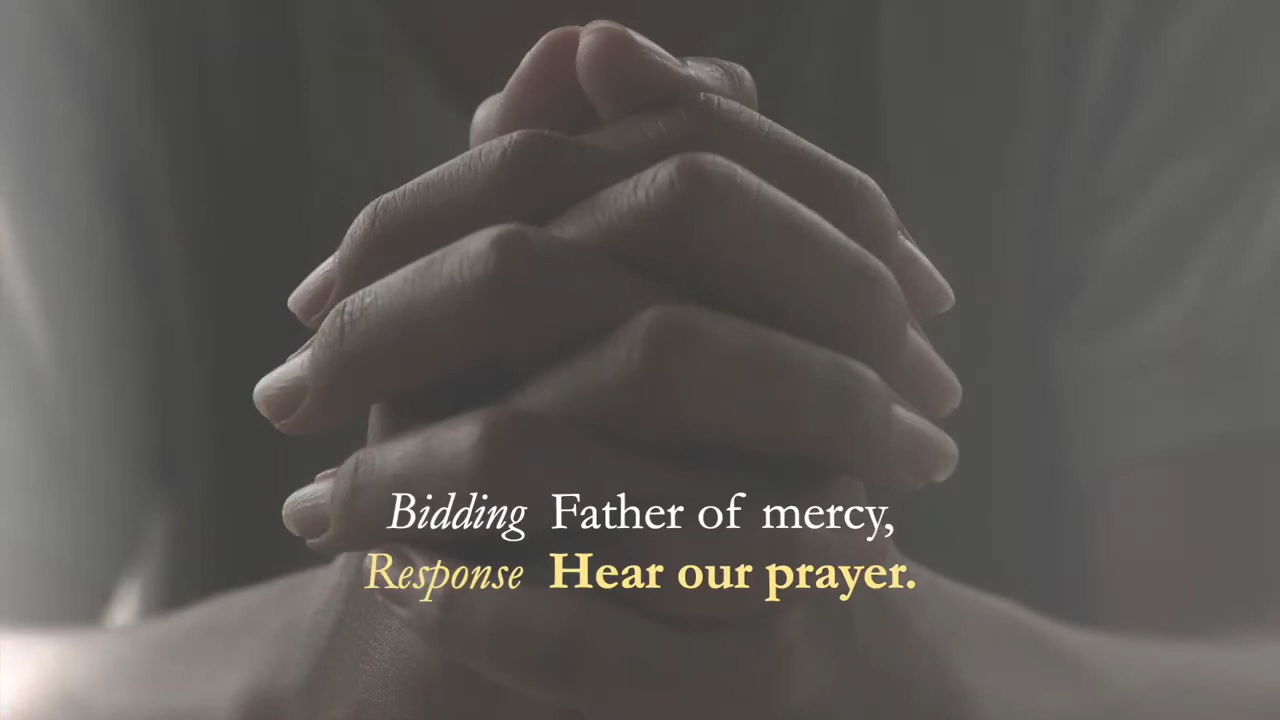 Bidding Father of mercy,
Response Hear our prayer.